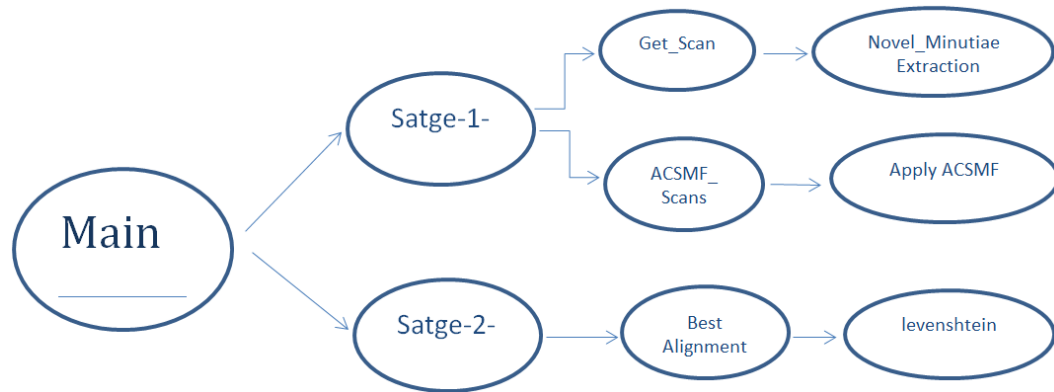 Get_Scan
Novel_Minutiae
Extraction
Satge-1-
ACSMF_
Scans
Apply ACSMF
Main
Satge-2-
Best
Alignment
levenshtein